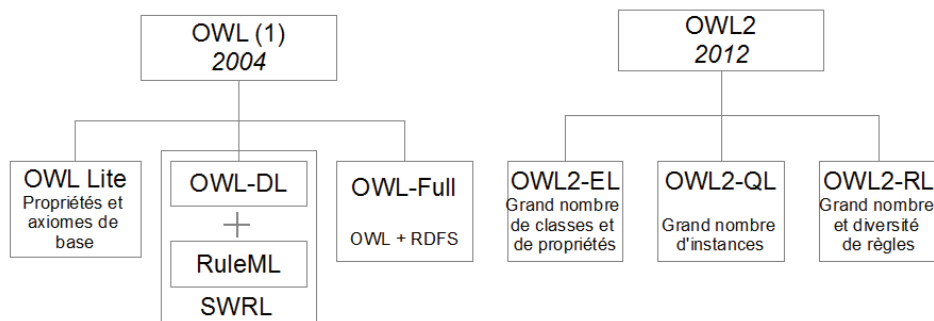 OWL (1)
2004
OWL Lite
Propriétés et
axiomes de
base
OWL-DL
+
RuleML
SWRL
OWL-Full
OWL + RDFS
OWL2
2012
OWL2-EL
Grand nombre
de classes et
de propriétés
OWL2-QL
Grand nombre
d'instances
OWL2-RL
Grand nombre
et diversité
de règles